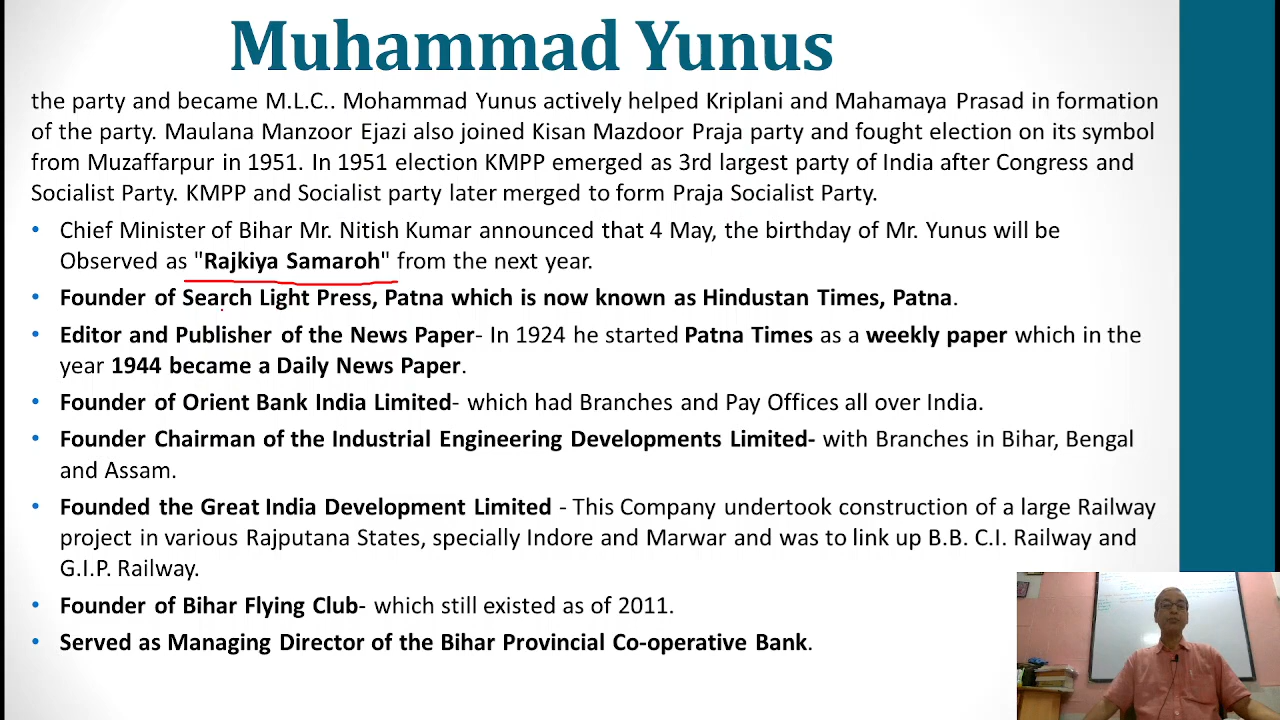 Muhammad Yunus
the party and became M.L.C.. Mohammad Yunus actively helped Kriplani and Mahamaya Prasad in formation
of the party. Maulana Manzoor Ejazi also joined Kisan Mazdoor Praja party and fought election on its symbol
from Muzaffarpur in 1951. In 1951 election KMPP emerged as 3rd largest party of India after Congress and
Socialist Party. KMPP and Socialist party later merged to form Praja Socialist Party.
• Chief Minister of Bihar Mr. Nitish Kumar announced that 4 May, the birthday of Mr. Yunus will be
Observed as "Rajkiya Samaroh" from the next year.
• Founder of Search Light Press, Patna which is now known as Hindustan Times, Patna.
• Editor and Publisher of the News Paper- In 1924 he started Patna Times as a weekly paper which in the
year 1944 became a Daily News Paper.
• Founder of Orient Bank India Limited- which had Branches and Pay Offices all over India.
• Founder Chairman of the Industrial Engineering Developments Limited- with Branches in Bihar, Bengal
and Assam.
• Founded the Great India Development Limited - This Company undertook construction of a large Railway
project in various Rajputana States, specially Indore and Marwar and was to link up B.B. C.I. Railway and
G.I.P. Railway.
• Founder of Bihar Flying Club- which still existed as of 2011.
• Served as Managing Director of the Bihar Provincial Co-operative Bank.